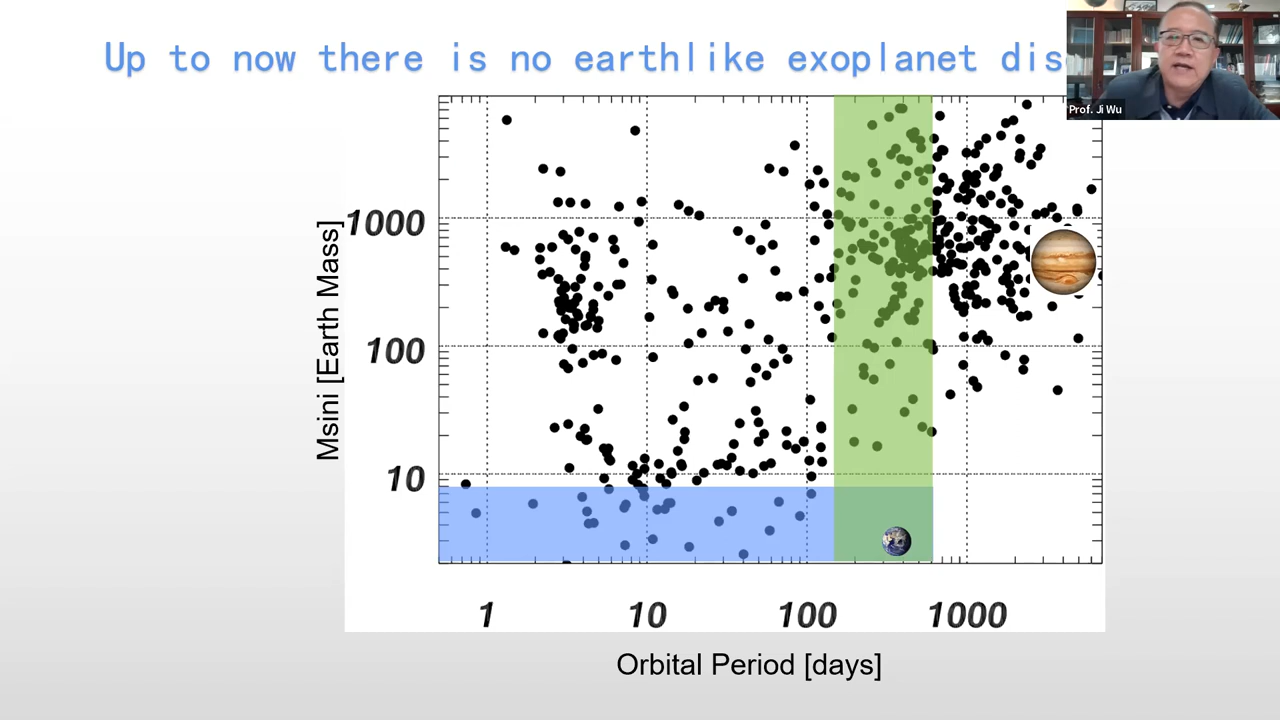 Up to now there is no earthlike exoplanet dis
Prof. Ji Wu
Msini [Earth Mass]
1000
100
10
1 10 100 1000
Orbital Period [days]